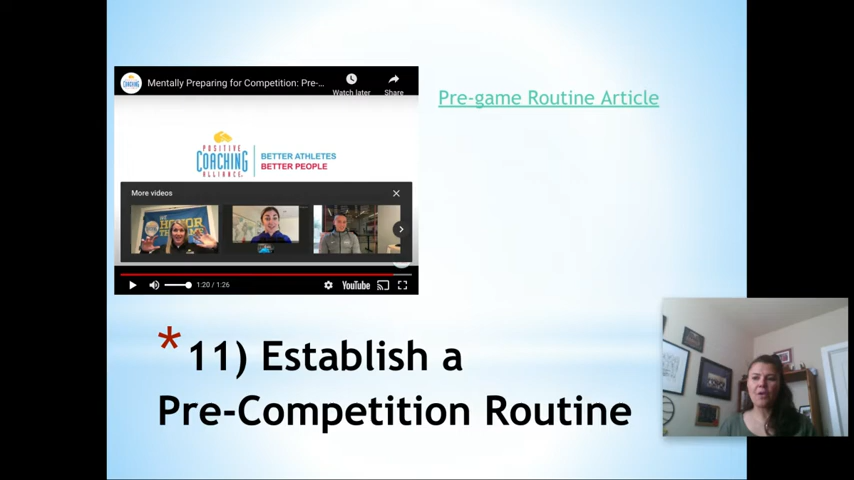 Mentally Preparing for Competition: Pre-...
Watch later
Share
Pre-game Routine Article
POSITIVE
COACHING
ALLIANCE
BETTER ATHLETES
BETTER PEOPLE
More videos
HONOR
1:20 / 1:26
YouTube
*11) Establish a
Pre-Competition Routine